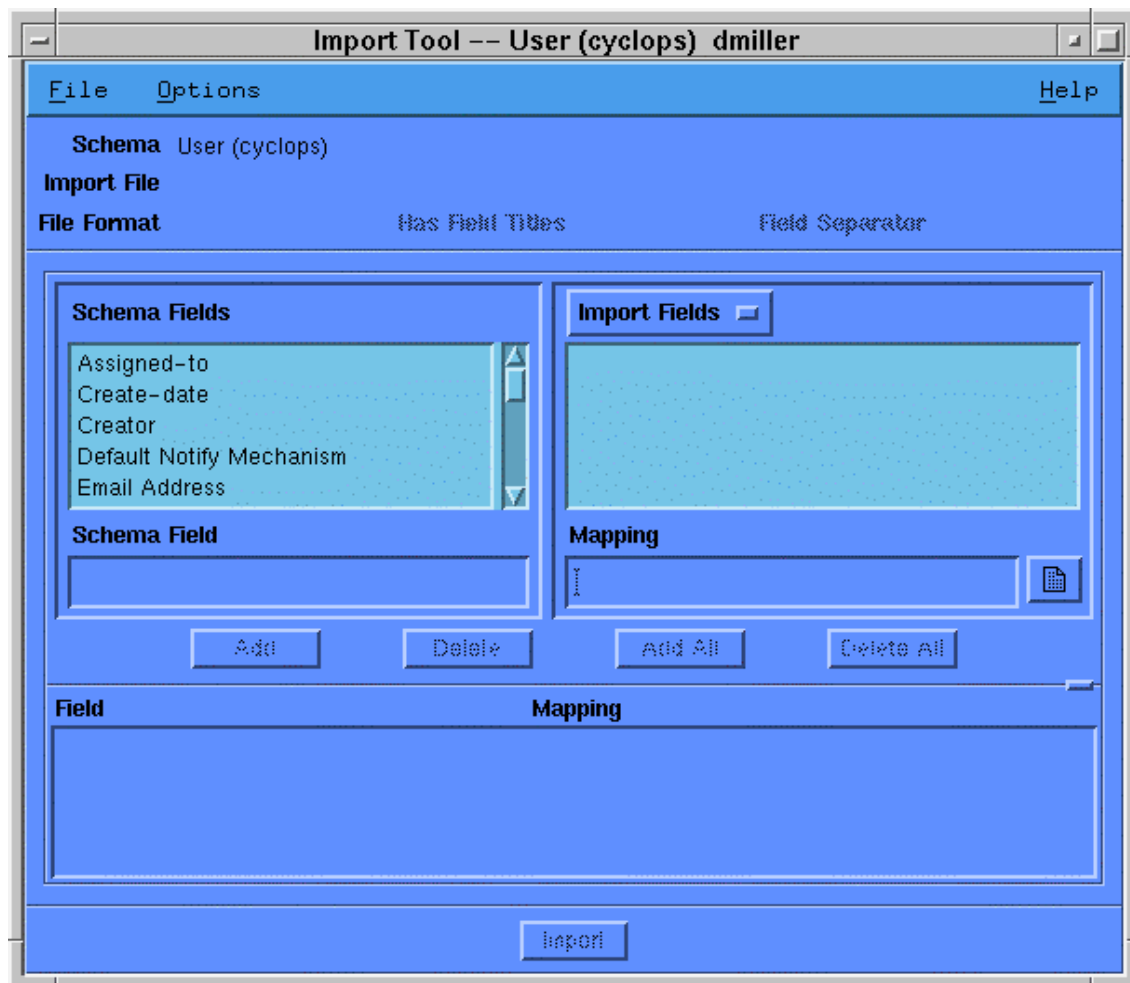 Import Tool -- User (cyclops) dmiller
File Options Help
Schema User (cyclops)
Import File
File Format Has Field Titles Field Separator
Schema Fields Import Fields
Assigned-to
Create-date
Creator
Default Notify Mechanism
Email Address
Schema Field Mapping
Add Delete Add All Delete All
Field Mapping
Import